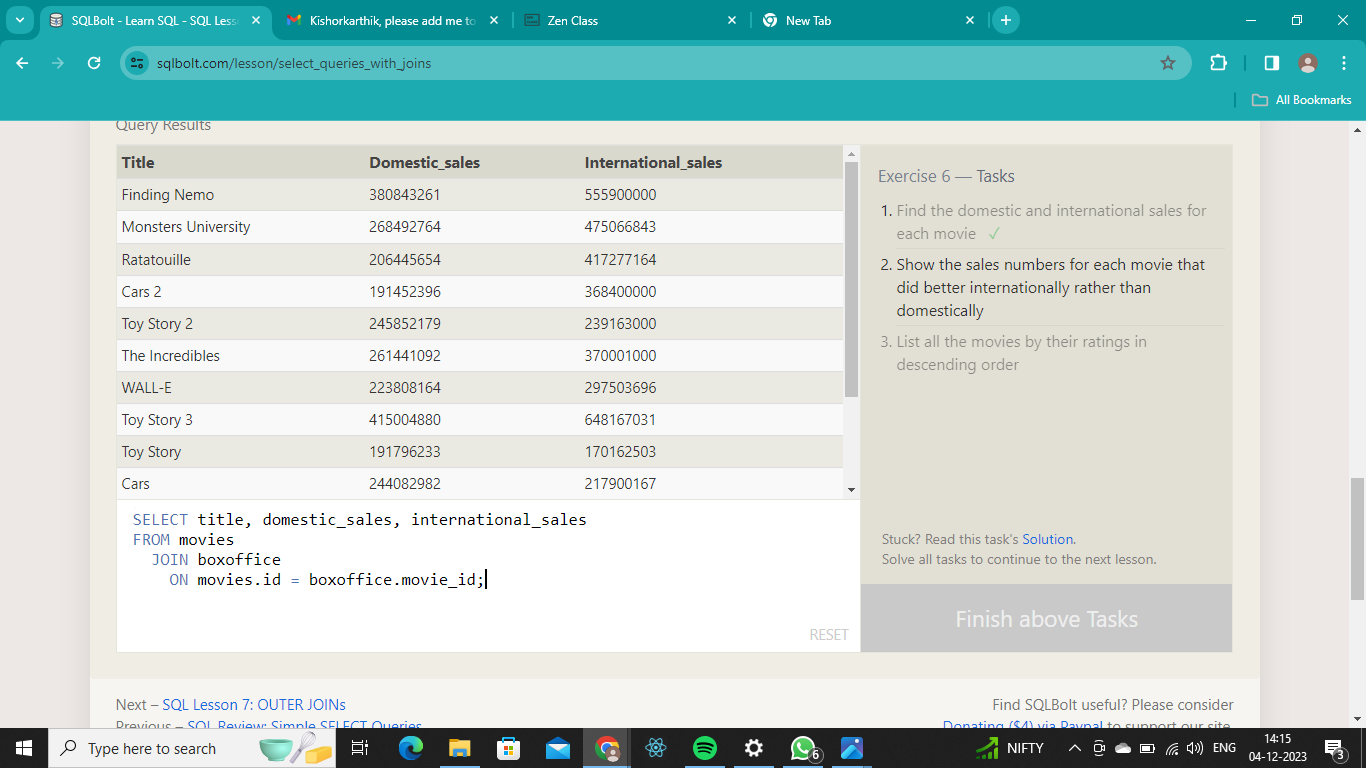 SQLBolt - Learn SQL - SQL Less
Kishorkarthik, please add me to
Zen Class
New Tab
sqlbolt.com/lesson/select_queries_with_joins
All Bookmarks
Query Results
Title Domestic_sales International_sales
Finding Nemo 380843261 555900000
Monsters University 268492764 475066843
Ratatouille 206445654 417277164
Cars 2 191452396 368400000
Toy Story 2 245852179 239163000
The Incredibles 261441092 370001000
WALL-E 223808164 297503696
Toy Story 3 415004880 648167031
Toy Story 191796233 170162503
Cars 244082982 217900167
SELECT title, domestic_sales, international_sales
FROM movies
JOIN boxoffice
ON movies.id = boxoffice.movie_id;
RESET
Exercise 6 — Tasks
1. Find the domestic and international sales for
each movie ✓
2. Show the sales numbers for each movie that
did better internationally rather than
domestically
3. List all the movies by their ratings in
descending order
Stuck? Read this task's Solution.
Solve all tasks to continue to the next lesson.
Finish above Tasks
Next – SQL Lesson 7: OUTER JOINs
Previous – SQL Review: Simple SELECT Queries
Find SQLBolt useful? Please consider
Donating ($4) via Paypal to support our site.
Type here to search
6
NIFTY
ENG
14:15
04-12-2023
3